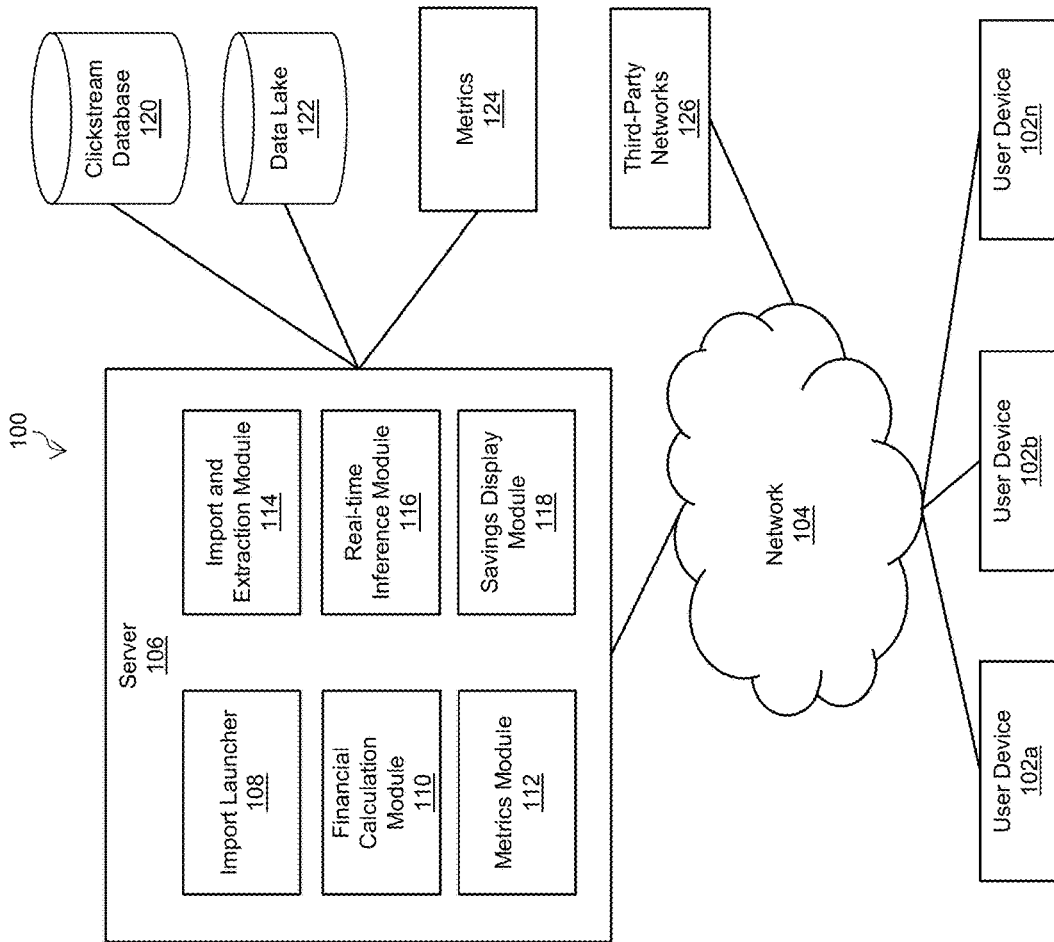 100
Server
106
Import Launcher
108
Financial
Calculation
Module
110
Metrics Module
112
Import and
Extraction Module
114
Real-time
Inference Module
116
Savings Display
Module
118
Clickstream
Database
120
Data Lake
122
Metrics
124
Third-Party
Networks
126
Network
104
User Device
102a
User Device
102b
User Device
102n